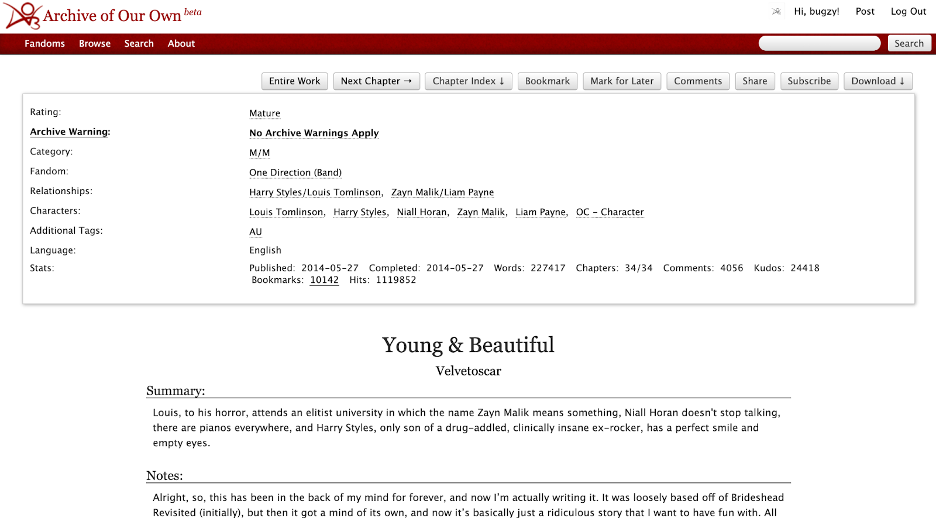 Archive of Our Own beta
Hi, bugzy! Post Log Out
Fandoms Browse Search About Search
Entire Work Next Chapter → Chapter Index ↓ Bookmark Mark for Later Comments Share Subscribe Download ↓
Rating: Mature
Archive Warning: No Archive Warnings Apply
Category: M/M
Fandom: One Direction (Band)
Relationships: Harry Styles/Louis Tomlinson, Zayn Malik/Liam Payne
Characters: Louis Tomlinson, Harry Styles, Niall Horan, Zayn Malik, Liam Payne, OC - Character
Additional Tags: AU
Language: English
Stats: Published: 2014-05-27 Completed: 2014-05-27 Words: 227417 Chapters: 34/34 Comments: 4056 Kudos: 24418
Bookmarks: 10142 Hits: 1119852
Young & Beautiful
Velvetoscar
Summary:
Louis, to his horror, attends an elitist university in which the name Zayn Malik means something, Niall Horan doesn't stop talking,
there are pianos everywhere, and Harry Styles, only son of a drug-addled, clinically insane ex-rocker, has a perfect smile and
empty eyes.
Notes:
Alright, so, this has been in the back of my mind for forever, and now I'm actually writing it. It was loosely based off of Brideshead
Revisited (initially), but then it got a mind of its own, and now it's basically just a ridiculous story that I want to have fun with. All